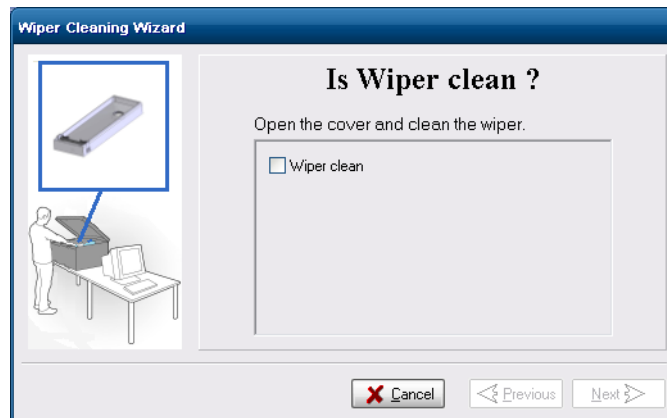 Wiper Cleaning Wizard
Is Wiper clean ?
Open the cover and clean the wiper.
Wiper clean
Cancel
Previous
Next